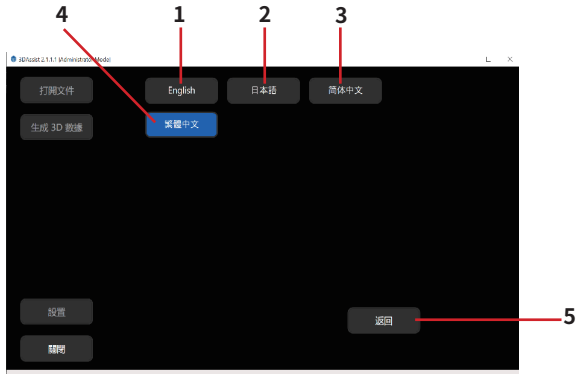 4 1 2 3
3DAssist 2.1.1.1 (Administrator Mode)
打開文件 English 日本語 简体中文
生成 3D 數據 繁體中文
設置 返回 5
關閉